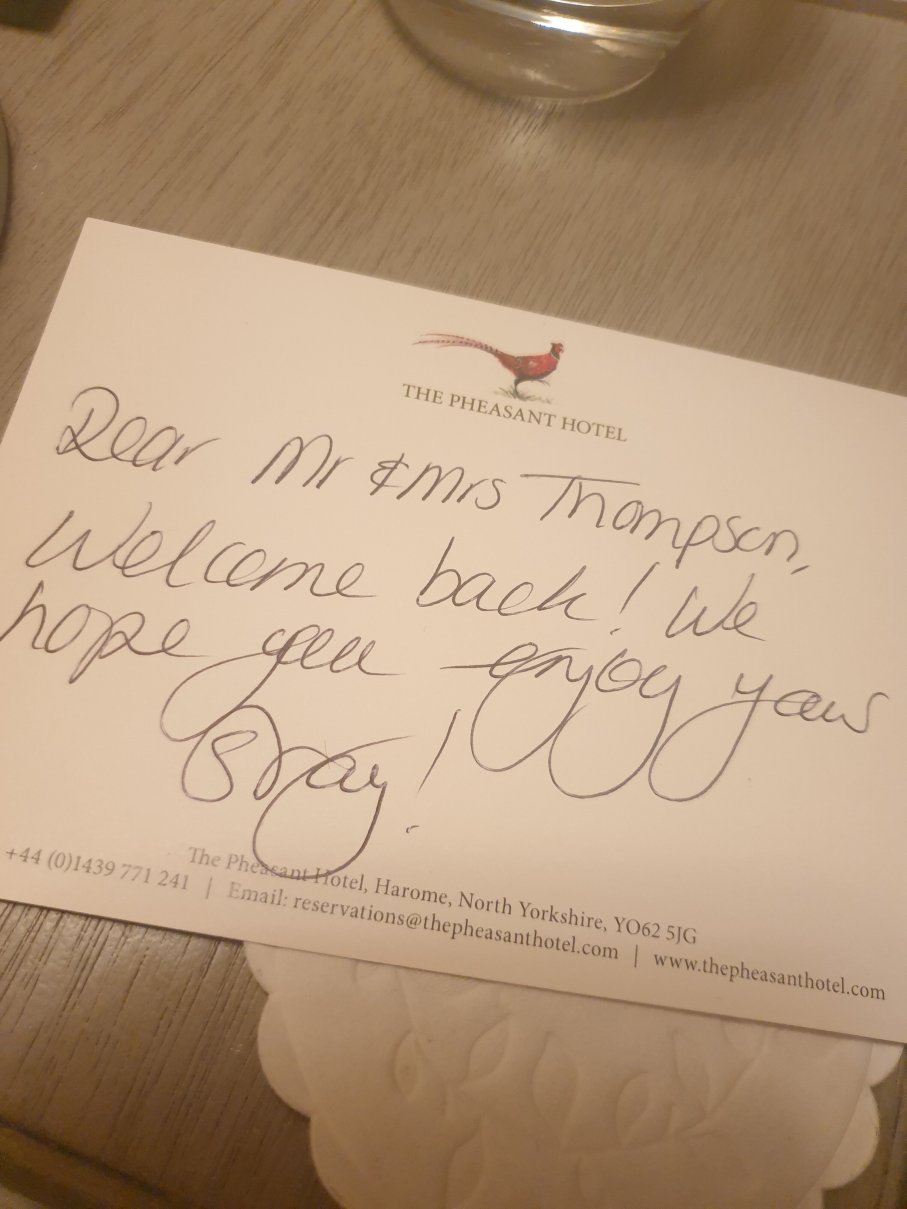 THE PHEASANT HOTEL
Dear Mr & Mrs Thompson,
Welcome back! We
hope you enjoy your
stay!
The Pheasant Hotel, Harome, North Yorkshire, YO62 5JG
+44 (0)1439 771 241 | Email: reservations@thepheasanthotel.com | www.thepheasanthotel.com